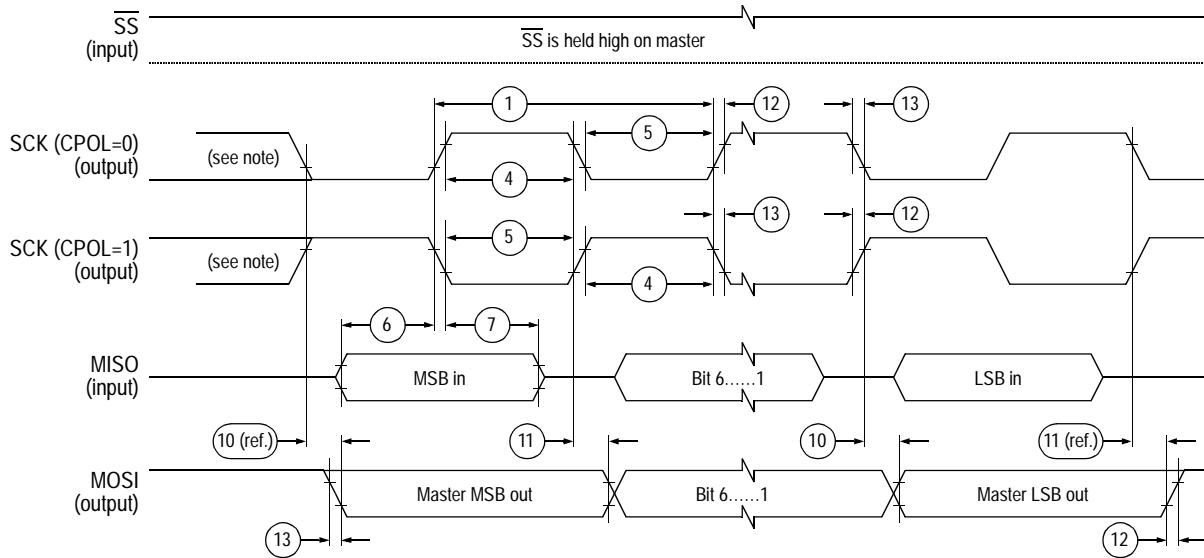 SS
(input)
SS is held high on master
1
12
13
SCK (CPOL=0)
(output)
(see note)
5
4
13
12
SCK (CPOL=1)
(output)
(see note)
5
4
6
7
MISO
(input)
MSB in
Bit 6......1
LSB in
10 (ref.)
11
10
11 (ref.)
MOSI
(output)
Master MSB out
Bit 6......1
Master LSB out
13
12